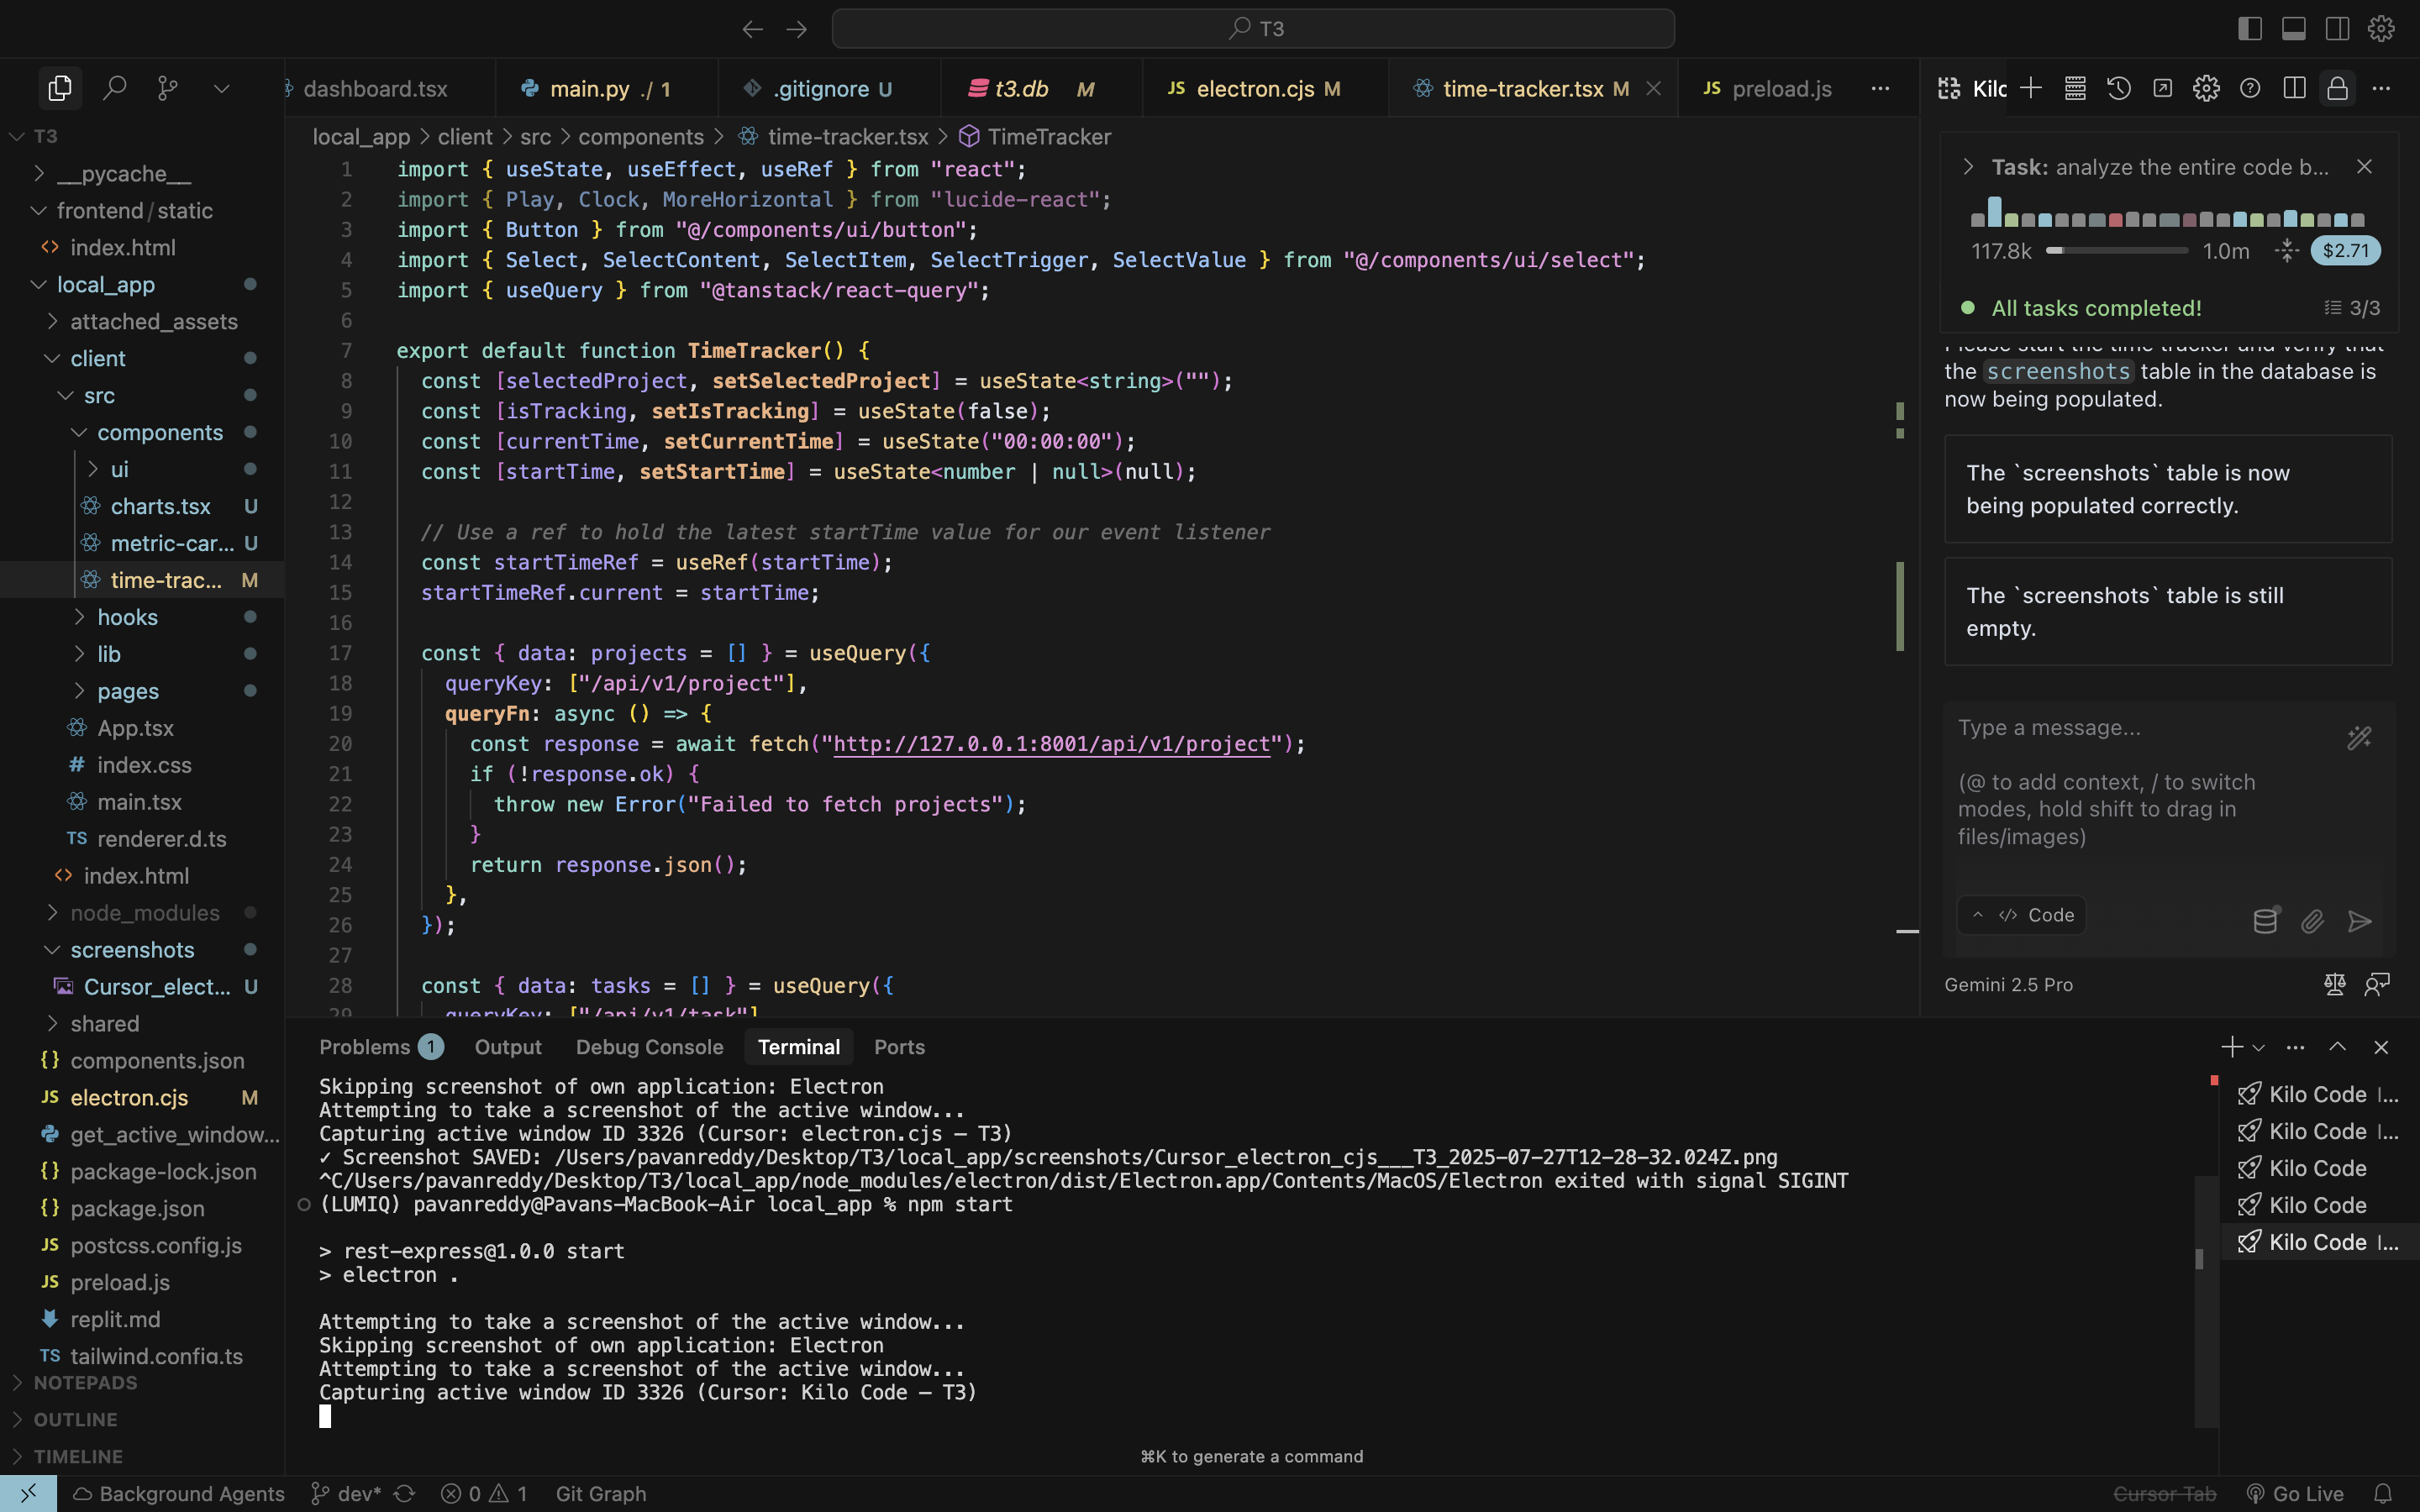 T3
dashboard.tsx
main.py ./ 1
.gitignore U
t3.db M
JS electron.cjs M
time-tracker.tsx M
JS preload.js
Kilo
T3
__pycache__
frontend/static
index.html
local_app
attached_assets
client
src
components
ui
charts.tsx U
metric-car... U
time-trac... M
hooks
lib
pages
App.tsx
# index.css
main.tsx
TS renderer.d.ts
index.html
node_modules
screenshots
Cursor_elect... U
shared
{} components.json
JS electron.cjs M
get_active_window...
{} package-lock.json
{} package.json
JS postcss.config.js
JS preload.js
replit.md
TS tailwind.config.ts
NOTEPADS
OUTLINE
TIMELINE
local_app > client > src > components > time-tracker.tsx > TimeTracker
1 import { useState, useEffect, useRef } from "react";
2 import { Play, Clock, MoreHorizontal } from "lucide-react";
3 import { Button } from "@/components/ui/button";
4 import { Select, SelectContent, SelectItem, SelectTrigger, SelectValue } from "@/components/ui/select";
5 import { useQuery } from "@tanstack/react-query";
6
7 export default function TimeTracker() {
8 const [selectedProject, setSelectedProject] = useState<string>("");
9 const [isTracking, setIsTracking] = useState(false);
10 const [currentTime, setCurrentTime] = useState("00:00:00");
11 const [startTime, setStartTime] = useState<number | null>(null);
12
13 // Use a ref to hold the latest startTime value for our event listener
14 const startTimeRef = useRef(startTime);
15 startTimeRef.current = startTime;
16
17 const { data: projects = [] } = useQuery({
18 queryKey: ["/api/v1/project"],
19 queryFn: async () => {
20 const response = await fetch("http://127.0.0.1:8001/api/v1/project");
21 if (!response.ok) {
22 throw new Error("Failed to fetch projects");
23 }
24 return response.json();
25 },
26 });
27
28 const { data: tasks = [] } = useQuery({
29 queryKey: ["/api/v1/task"]
Task: analyze the entire code b...
117.8k 1.0m $2.71
All tasks completed! 3/3
Please start the time tracker and verify that
the screenshots table in the database is
now being populated.
The `screenshots` table is now
being populated correctly.
The `screenshots` table is still
empty.
Type a message...
(@ to add context, / to switch
modes, hold shift to drag in
files/images)
</> Code
Gemini 2.5 Pro
Problems 1 Output Debug Console Terminal Ports
Skipping screenshot of own application: Electron
Attempting to take a screenshot of the active window...
Capturing active window ID 3326 (Cursor: electron.cjs — T3)
✓ Screenshot SAVED: /Users/pavanreddy/Desktop/T3/local_app/screenshots/Cursor_electron_cjs___T3_2025-07-27T12-28-32.024Z.png
^C/Users/pavanreddy/Desktop/T3/local_app/node_modules/electron/dist/Electron.app/Contents/MacOS/Electron exited with signal SIGINT
(LUMIQ) pavanreddy@Pavans-MacBook-Air local_app % npm start
> rest-express@1.0.0 start
> electron .
Attempting to take a screenshot of the active window...
Skipping screenshot of own application: Electron
Attempting to take a screenshot of the active window...
Capturing active window ID 3326 (Cursor: Kilo Code — T3)
⌘K to generate a command
Kilo Code |...
Kilo Code |...
Kilo Code
Kilo Code
Kilo Code |...
Background Agents dev* 0 1 Git Graph
Cursor Tab Go Live